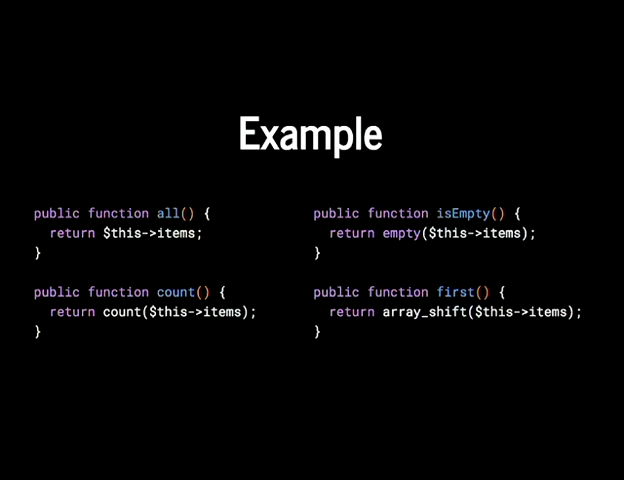 Example
public function all() {
  return $this->items;
}
public function count() {
  return count($this->items);
}
public function isEmpty() {
  return empty($this->items);
}
public function first() {
  return array_shift($this->items);
}